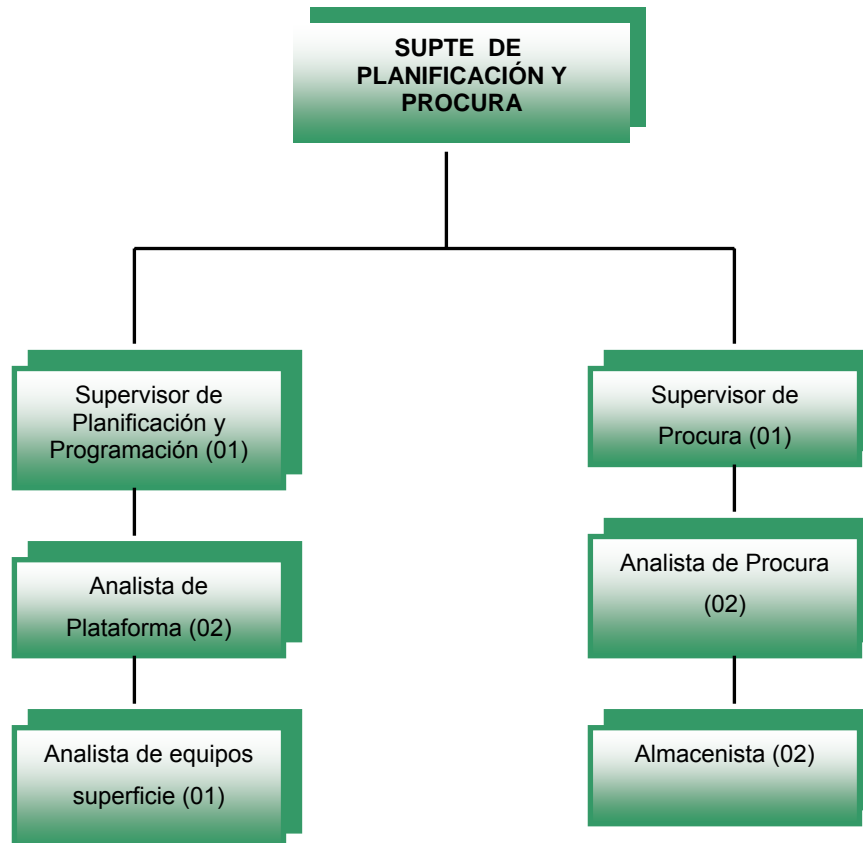 SUPTE DE
PLANIFICACIÓN Y
PROCURA
Supervisor de
Planificación y
Programación (01)
Analista de
Plataforma (02)
Analista de equipos
superficie (01)
Supervisor de
Procura (01)
Analista de Procura
(02)
Almacenista (02)